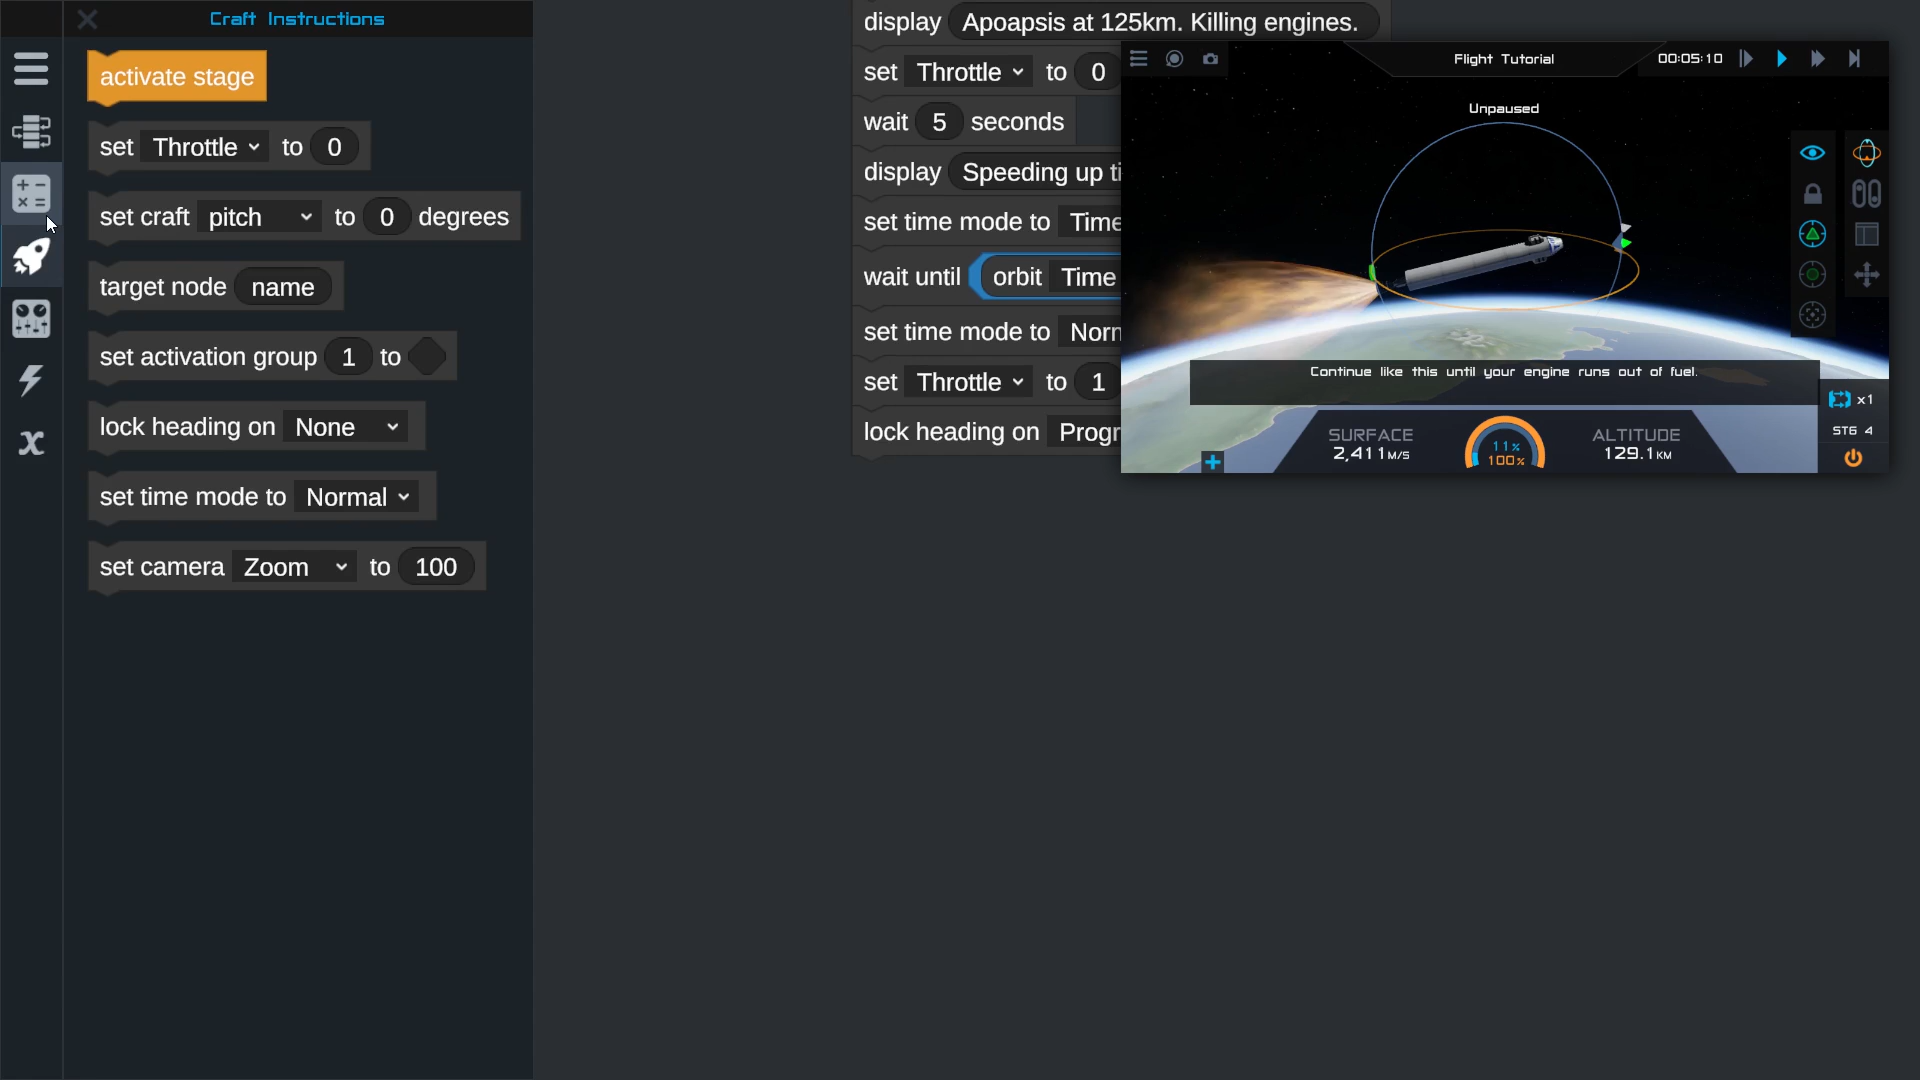 Craft Instructions
activate stage
set Throttle to 0
set craft pitch to 0 degrees
target node name
set activation group 1 to
lock heading on None
set time mode to Normal
set camera Zoom to 100
display Apoapsis at 125km. Killing engines.
set Throttle to 0
wait 5 seconds
display Speeding up ti
set time mode to Time
wait until orbit Time
set time mode to Norm
set Throttle to 1
lock heading on Progr
Flight Tutorial
00:05:10
Unpaused
Continue like this until your engine runs out of fuel.
x1
STG 4
SURFACE
2,411 M/S
11%
100%
ALTITUDE
129.1 KM